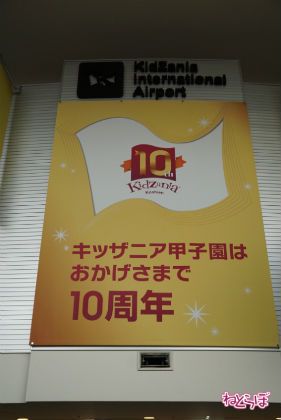 KidZania
International
Airport
10th
KidZania
キッザニア甲子園は
おかげさまで
10周年
ねとらぼ